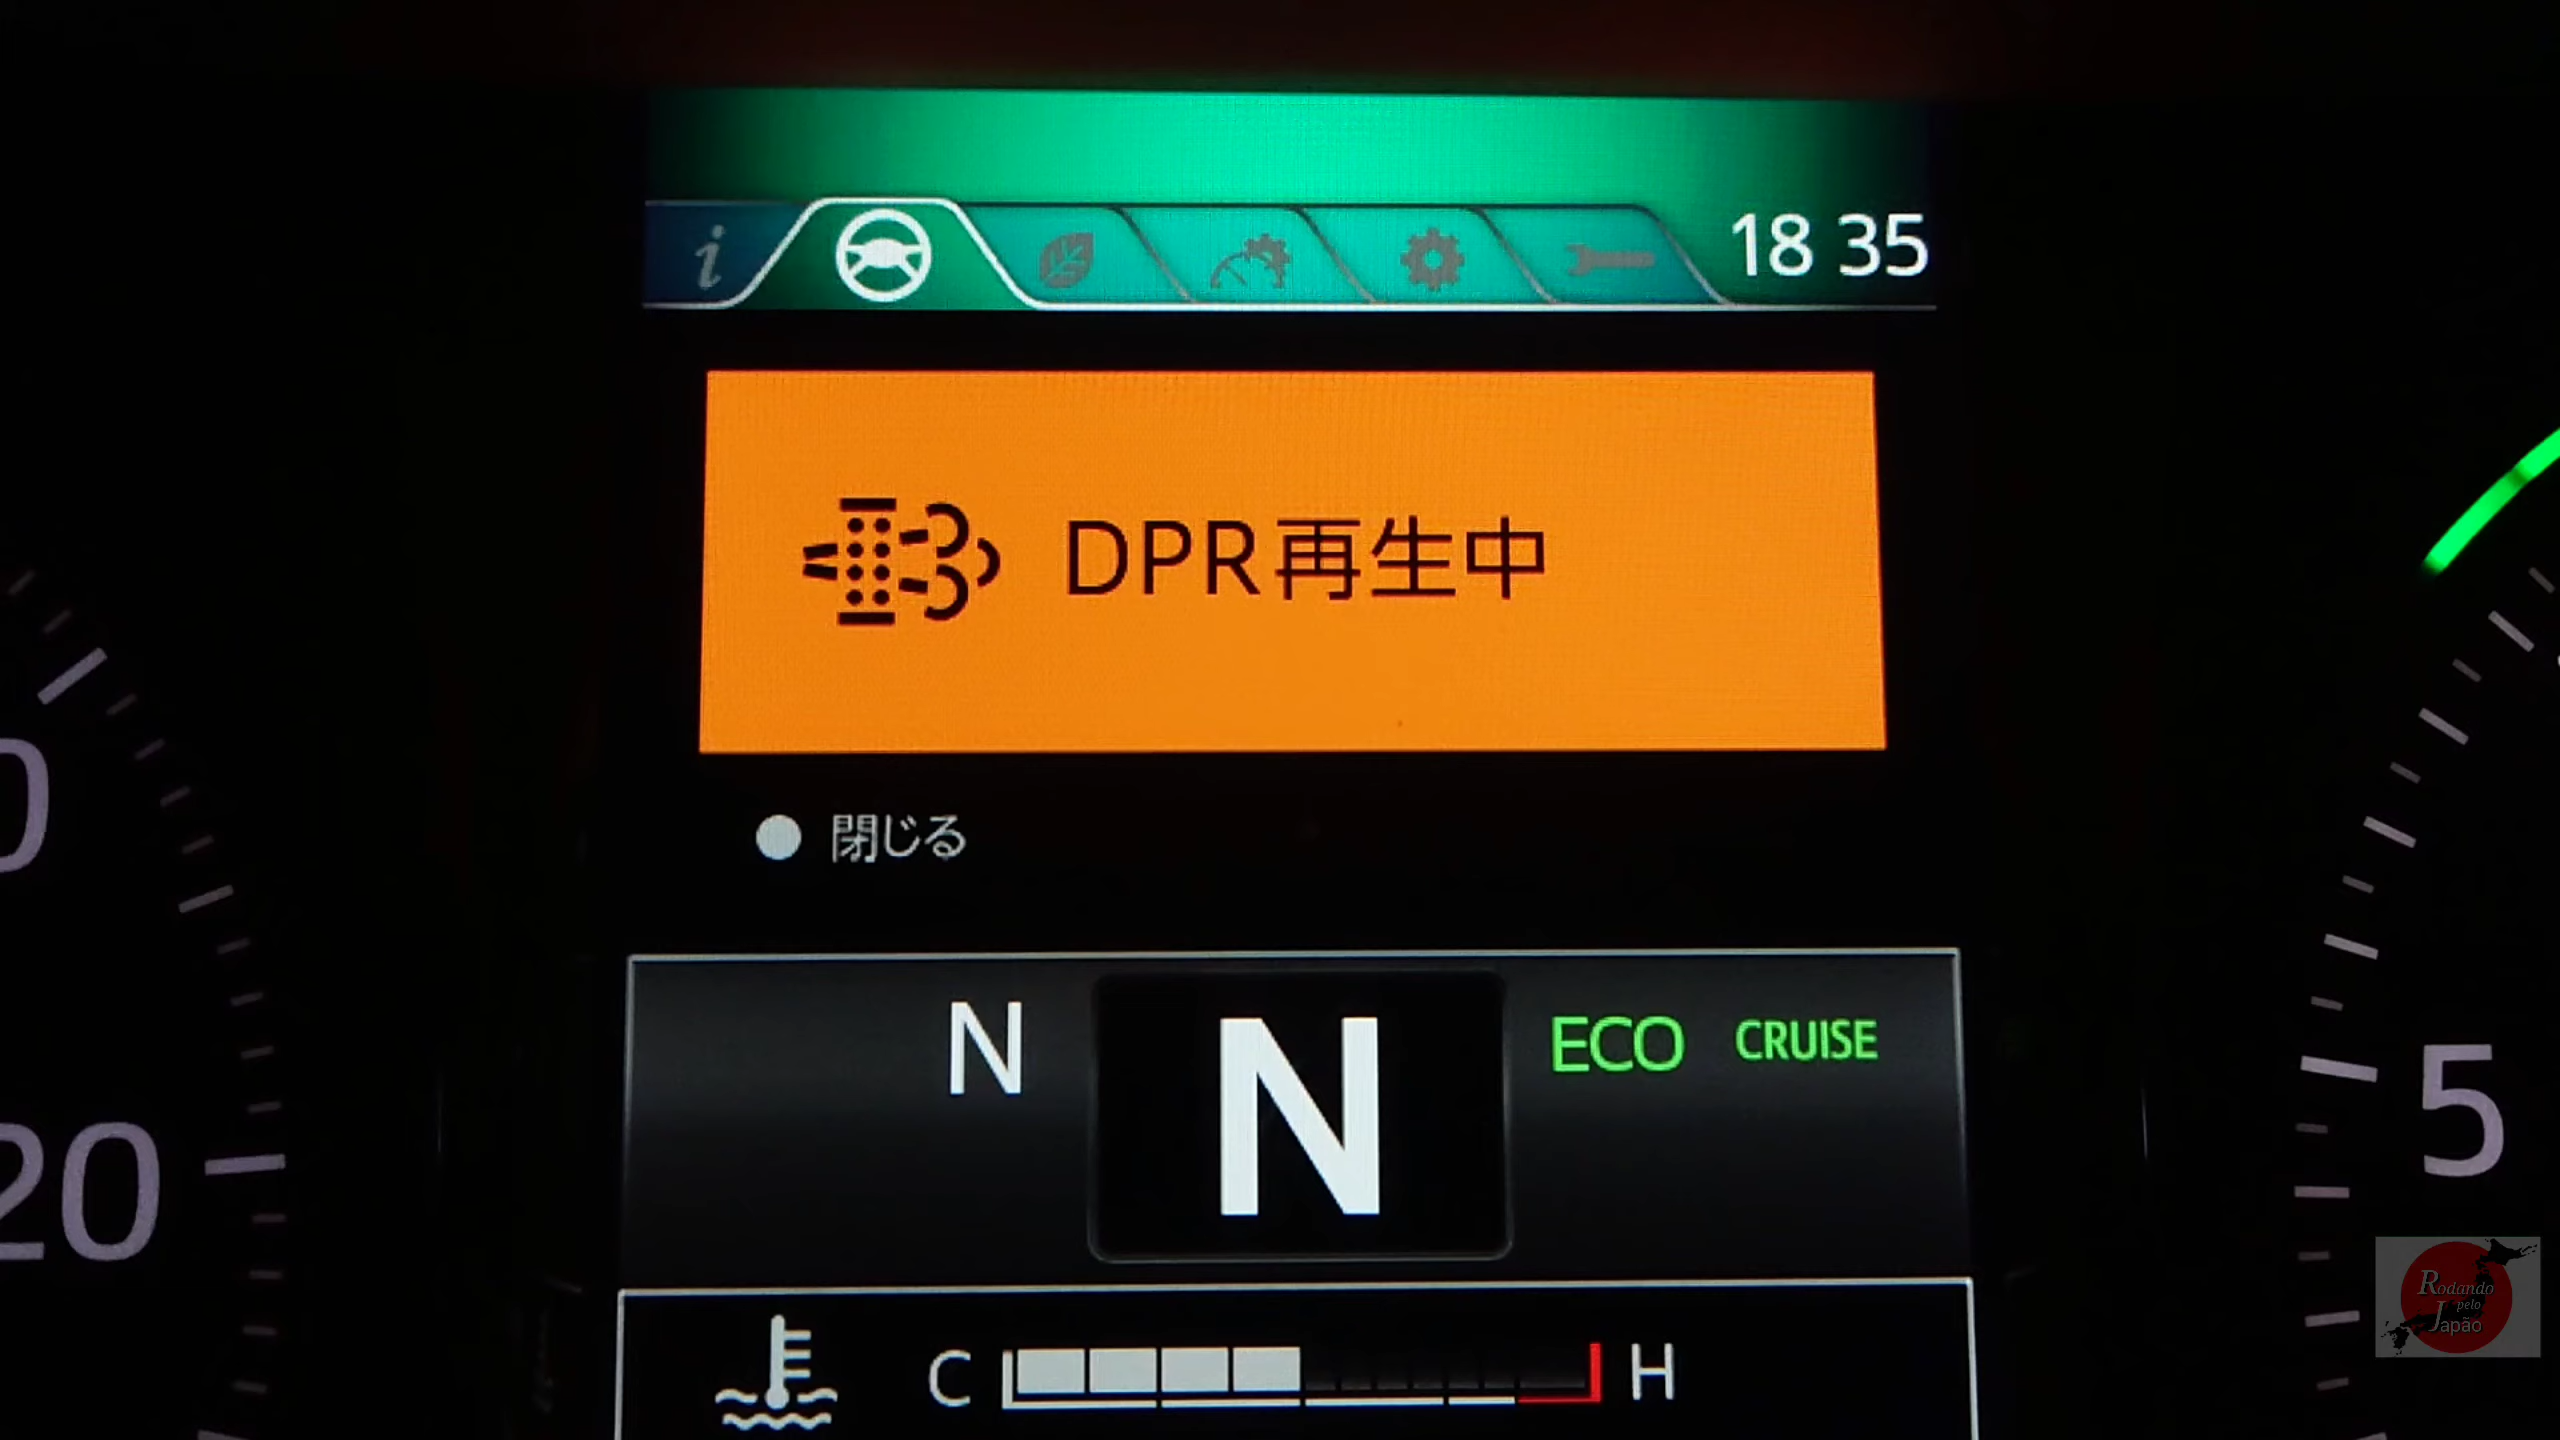 i
18 35
DPR再生中
閉じる
N
N
ECO
CRUISE
20
5
C
H
Rodando
pelo
Japão